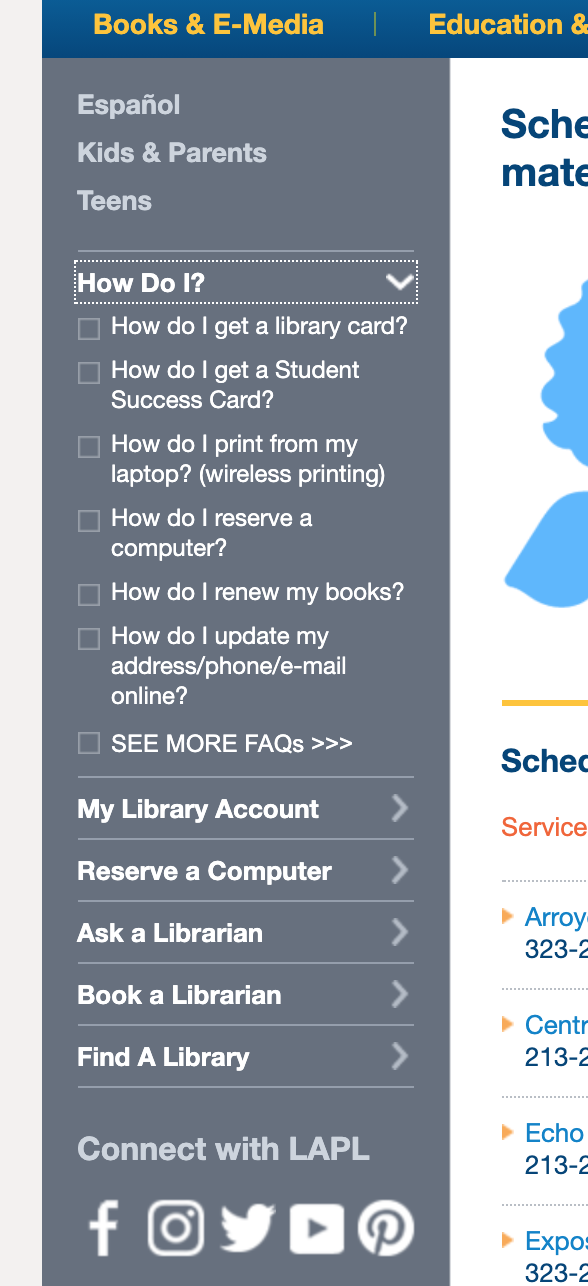 Books & E-Media
Education &
Español
Kids & Parents
Teens
How Do I?
How do I get a library card?
How do I get a Student
Success Card?
How do I print from my
laptop? (wireless printing)
How do I reserve a
computer?
How do I renew my books?
How do I update my
address/phone/e-mail
online?
SEE MORE FAQs >>>
My Library Account
Reserve a Computer
Ask a Librarian
Book a Librarian
Find A Library
Connect with LAPL
Sche
mate
Sched
Service
Arroy
323-2
Centr
213-2
Echo
213-2
Expos
323-2